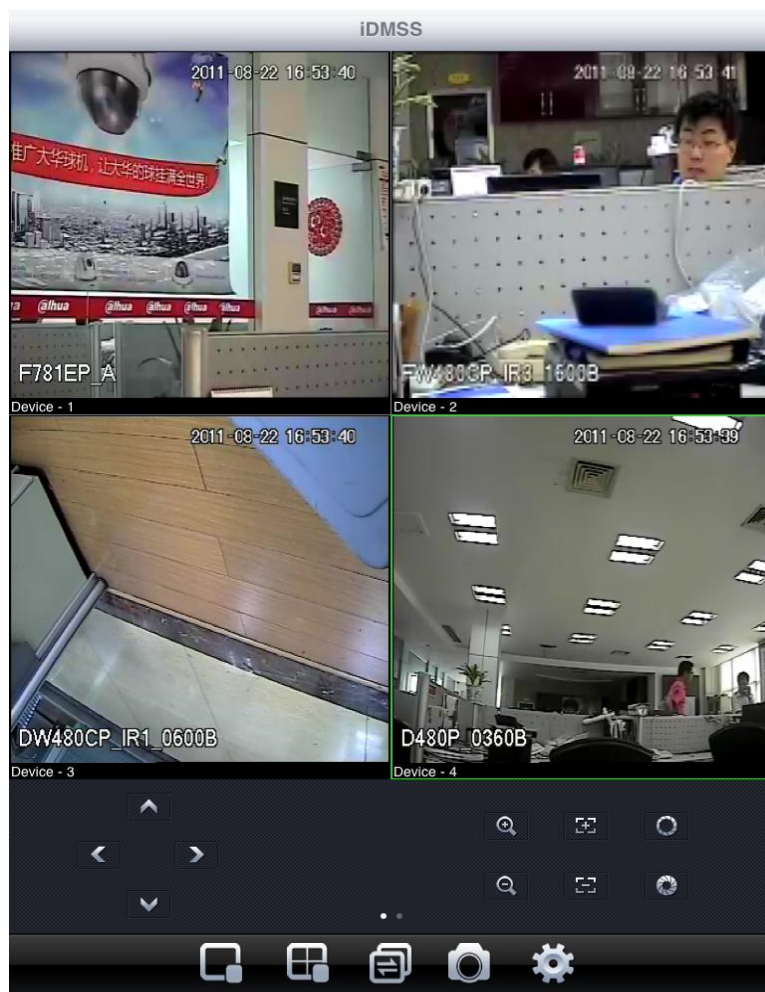 iDMSS
2011-08-22 16:53:40
推广大华球机，让大华的球挂满全世界!
alhua alhua alhua alhua alhua
F781EP_A
Device - 1
2011-08-22 16:53:41
FW480CP_IR3_1600B
Device - 2
2011-08-22 16:53:40
DW480CP_IR1_0600B
Device - 3
2011-08-22 16:53:39
D480P_0360B
Device - 4